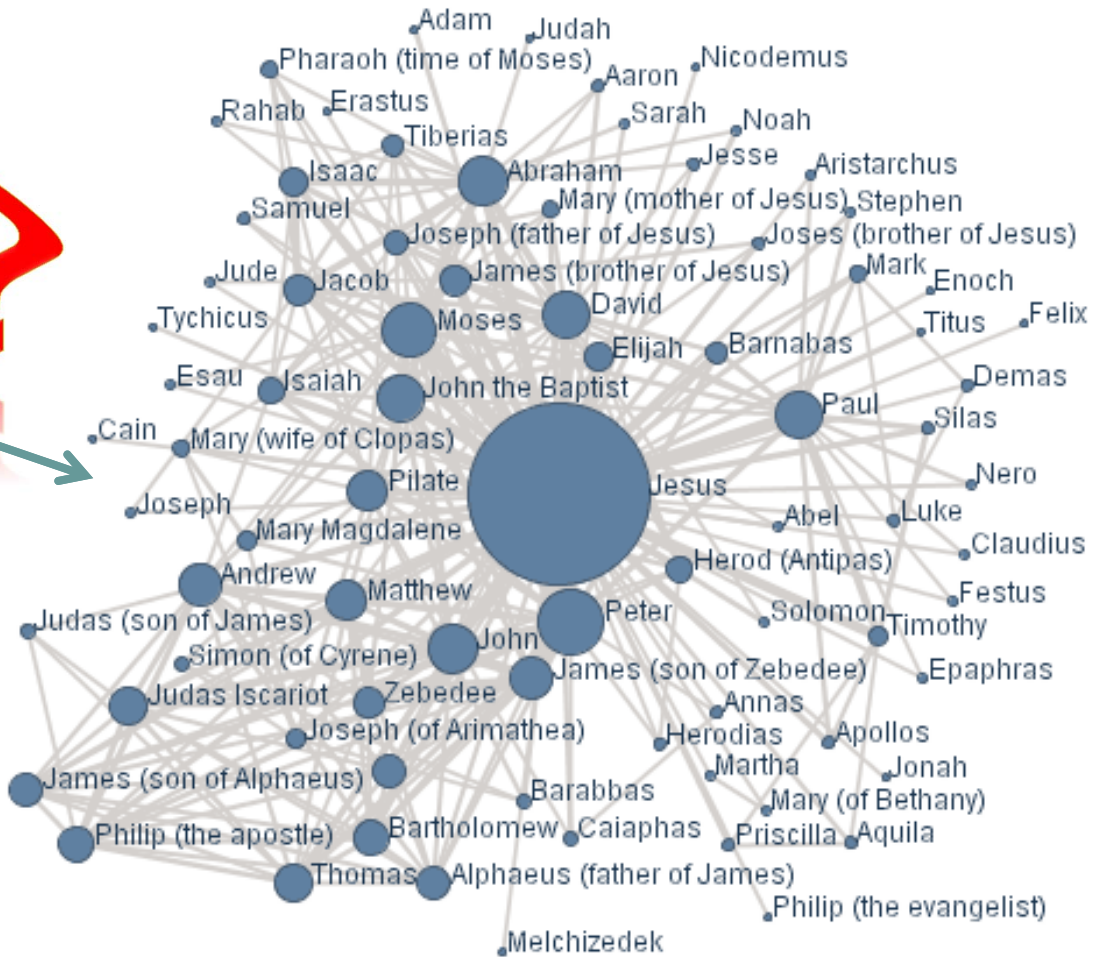 Adam
Judah
Pharaoh (time of Moses)
Nicodemus
Aaron
Rahab
Erastus
Sarah
Noah
Tiberias
Jesse
Aristarchus
Isaac
Abraham
Mary (mother of Jesus)
Stephen
Samuel
Joseph (father of Jesus)
Joses (brother of Jesus)
Jude
Jacob
James (brother of Jesus)
Mark
Enoch
David
Felix
Tychicus
Moses
Titus
Elijah
Barnabas
Esau
Isaiah
John the Baptist
Demas
Paul
Silas
Cain
Mary (wife of Clopas)
Pilate
Jesus
Nero
Joseph
Abel
Luke
Mary Magdalene
Claudius
Herod (Antipas)
Andrew
Matthew
Festus
Judas (son of James)
Peter
Solomon
Timothy
John
Simon (of Cyrene)
James (son of Zebedee)
Epaphras
Judas Iscariot
Zebedee
Annas
Joseph (of Arimathea)
Herodias
Apollos
Martha
Jonah
James (son of Alphaeus)
Barabbas
Mary (of Bethany)
Philip (the apostle)
Bartholomew
Caiaphas
Priscilla
Aquila
Thomas
Alphaeus (father of James)
Philip (the evangelist)
Melchizedek